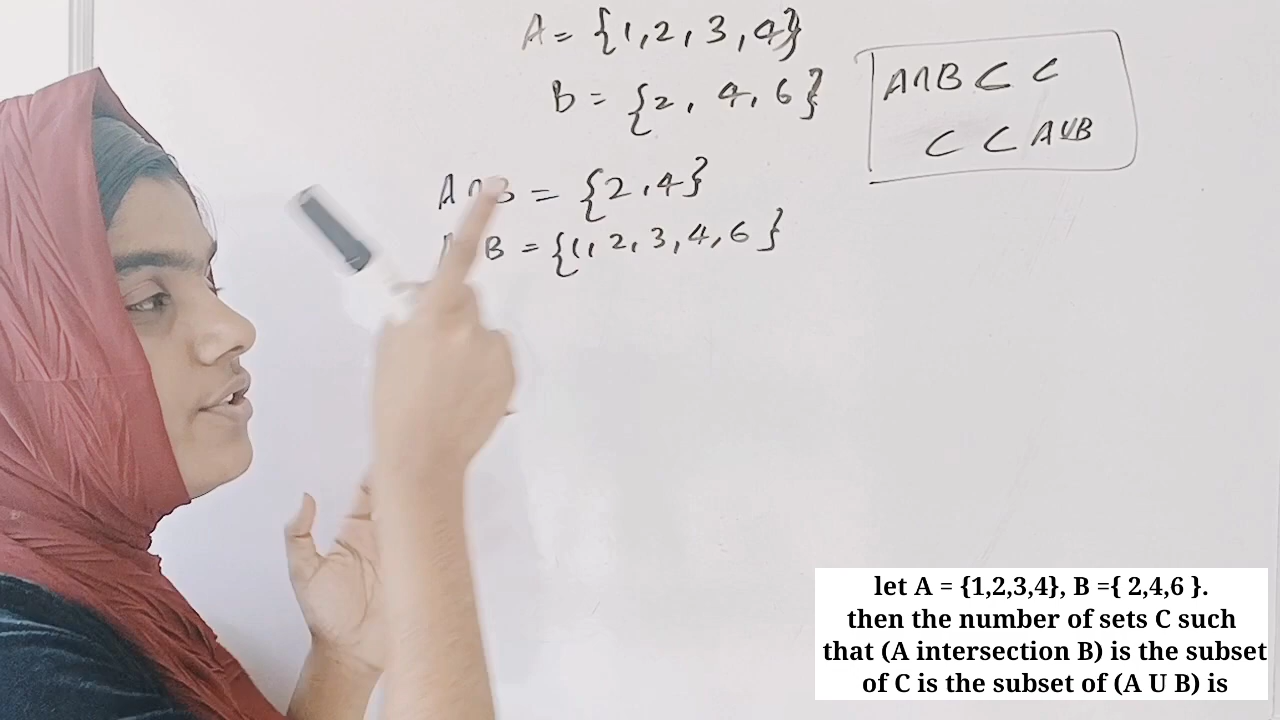 A = {1,2,3,4}
B = {2, 4, 6}
A∩B ⊂ C
C ⊂ A∪B
A∩B = {2,4}
B = {1, 2, 3, 4, 6}
let A = {1,2,3,4}, B ={ 2,4,6 }.
then the number of sets C such
that (A intersection B) is the subset
of C is the subset of (A U B) is